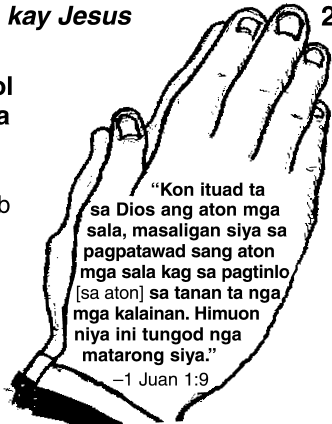 kay Jesus
2
ol
a
b
“Kon ituad ta
sa Dios ang aton mga
sala, masaligan siya sa
pagpatawad sang aton
mga sala kag sa pagtinlo
[sa aton] sa tanan ta nga
mga kalainan. Himuon
niya ini tungod nga
matarong siya.”
–1 Juan 1:9